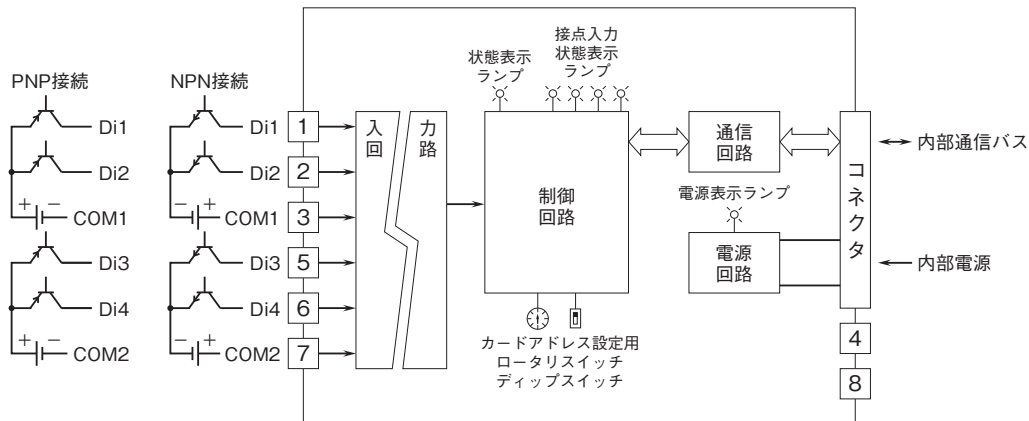 PNP接続
Di1
Di2
+ −
COM1
Di3
Di4
+ −
COM2
NPN接続
Di1
Di2
− +
COM1
Di3
Di4
− +
COM2
1
2
3
5
6
7
入力
回路
状態表示
ランプ
接点入力
状態表示
ランプ
制御
回路
カードアドレス設定用
ロータリスイッチ
ディップスイッチ
通信
回路
電源表示ランプ
電源
回路
コネクタ
内部通信バス
内部電源
4
8